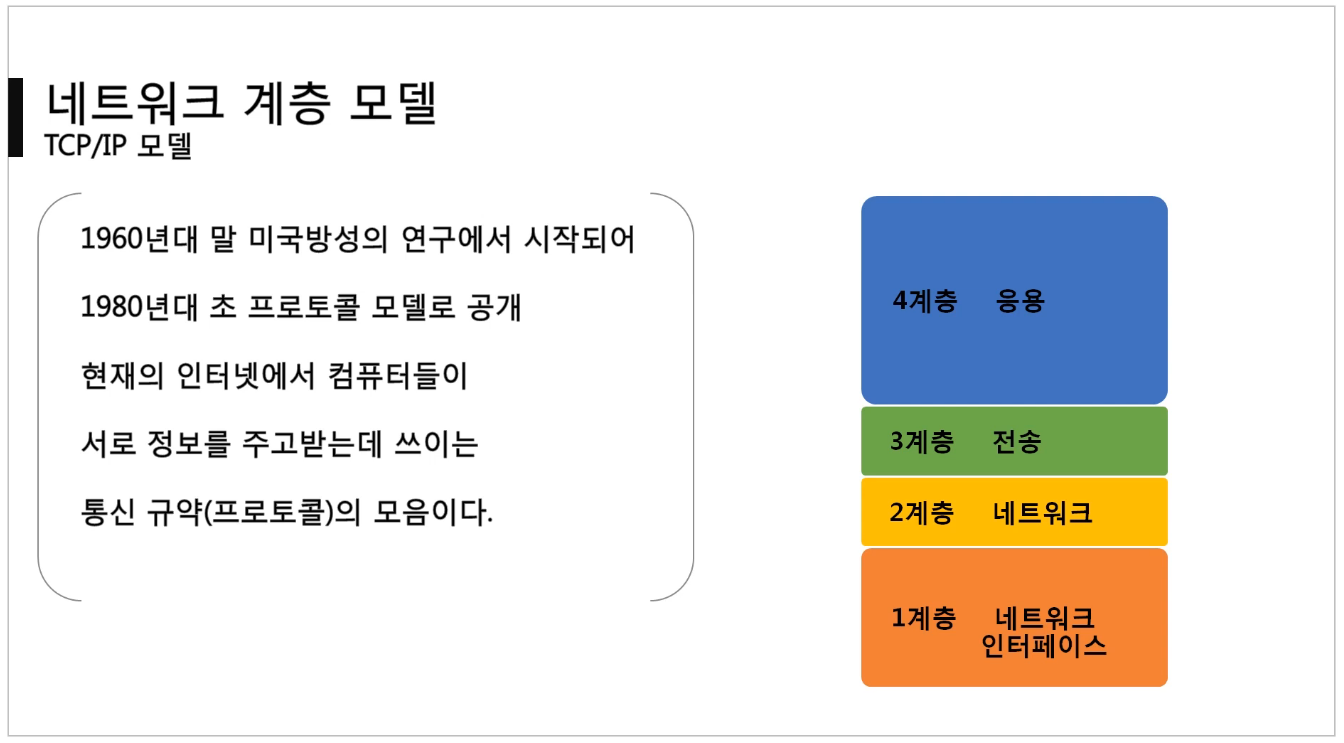 네트워크 계층 모델
TCP/IP 모델
1960년대 말 미국방성의 연구에서 시작되어
1980년대 초 프로토콜 모델로 공개
현재의 인터넷에서 컴퓨터들이
서로 정보를 주고받는데 쓰이는
통신 규약(프로토콜)의 모음이다.
4계층 응용
3계층 전송
2계층 네트워크
1계층 네트워크
인터페이스